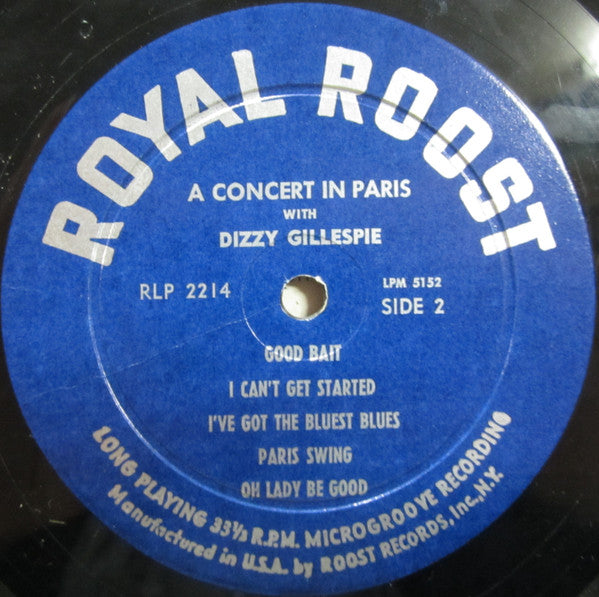 ROYAL ROOST
A CONCERT IN PARIS
WITH
DIZZY GILLESPIE
RLP 2214
LPM 5152
SIDE 2
GOOD BAIT
I CAN'T GET STARTED
I'VE GOT THE BLUEST BLUES
PARIS SWING
OH LADY BE GOOD
LONG PLAYING 33⅓ R.P.M. MICROGROOVE RECORDING
Manufactured in U.S.A. by ROOST RECORDS, Inc., N.Y.